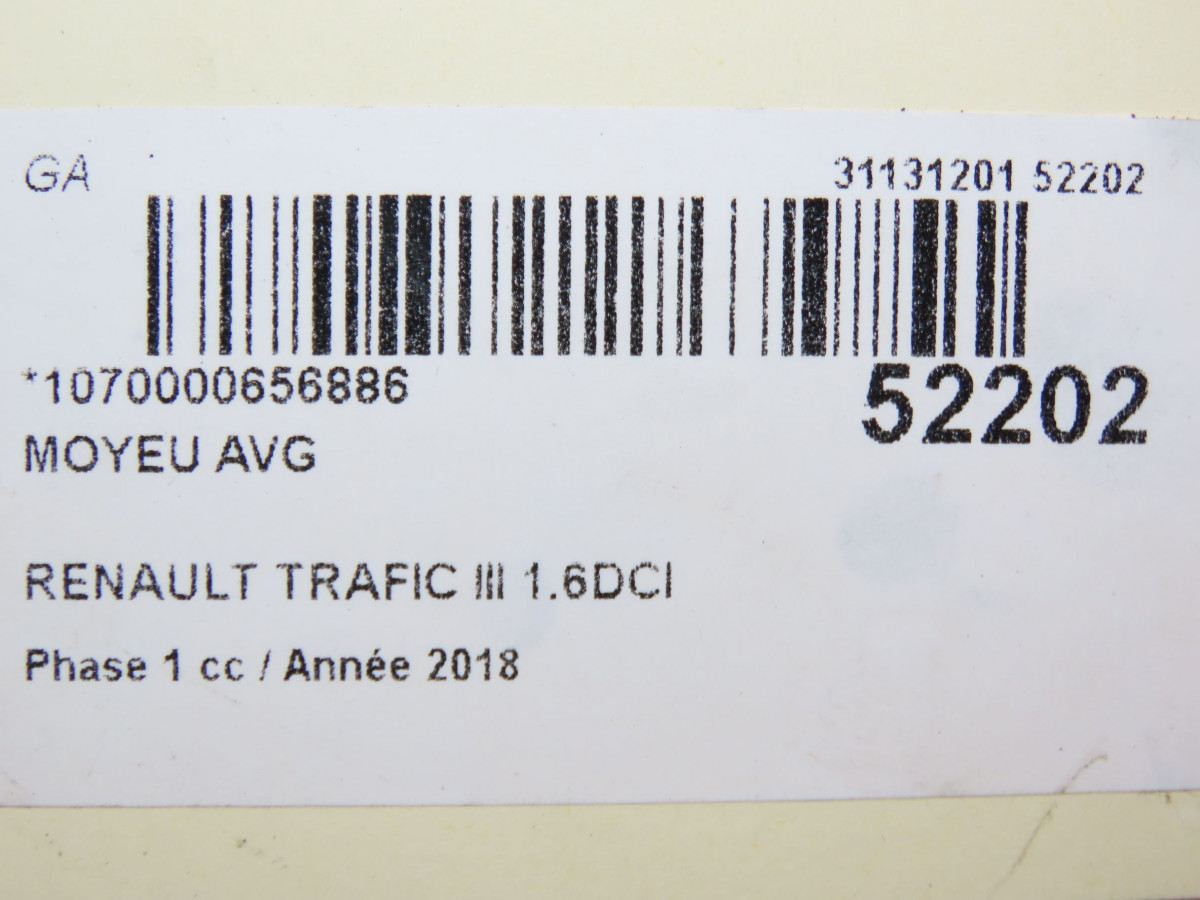 GA 31131201 52202
*1070000656886 52202
MOYEU AVG
RENAULT TRAFIC III 1.6DCI
Phase 1 cc / Année 2018